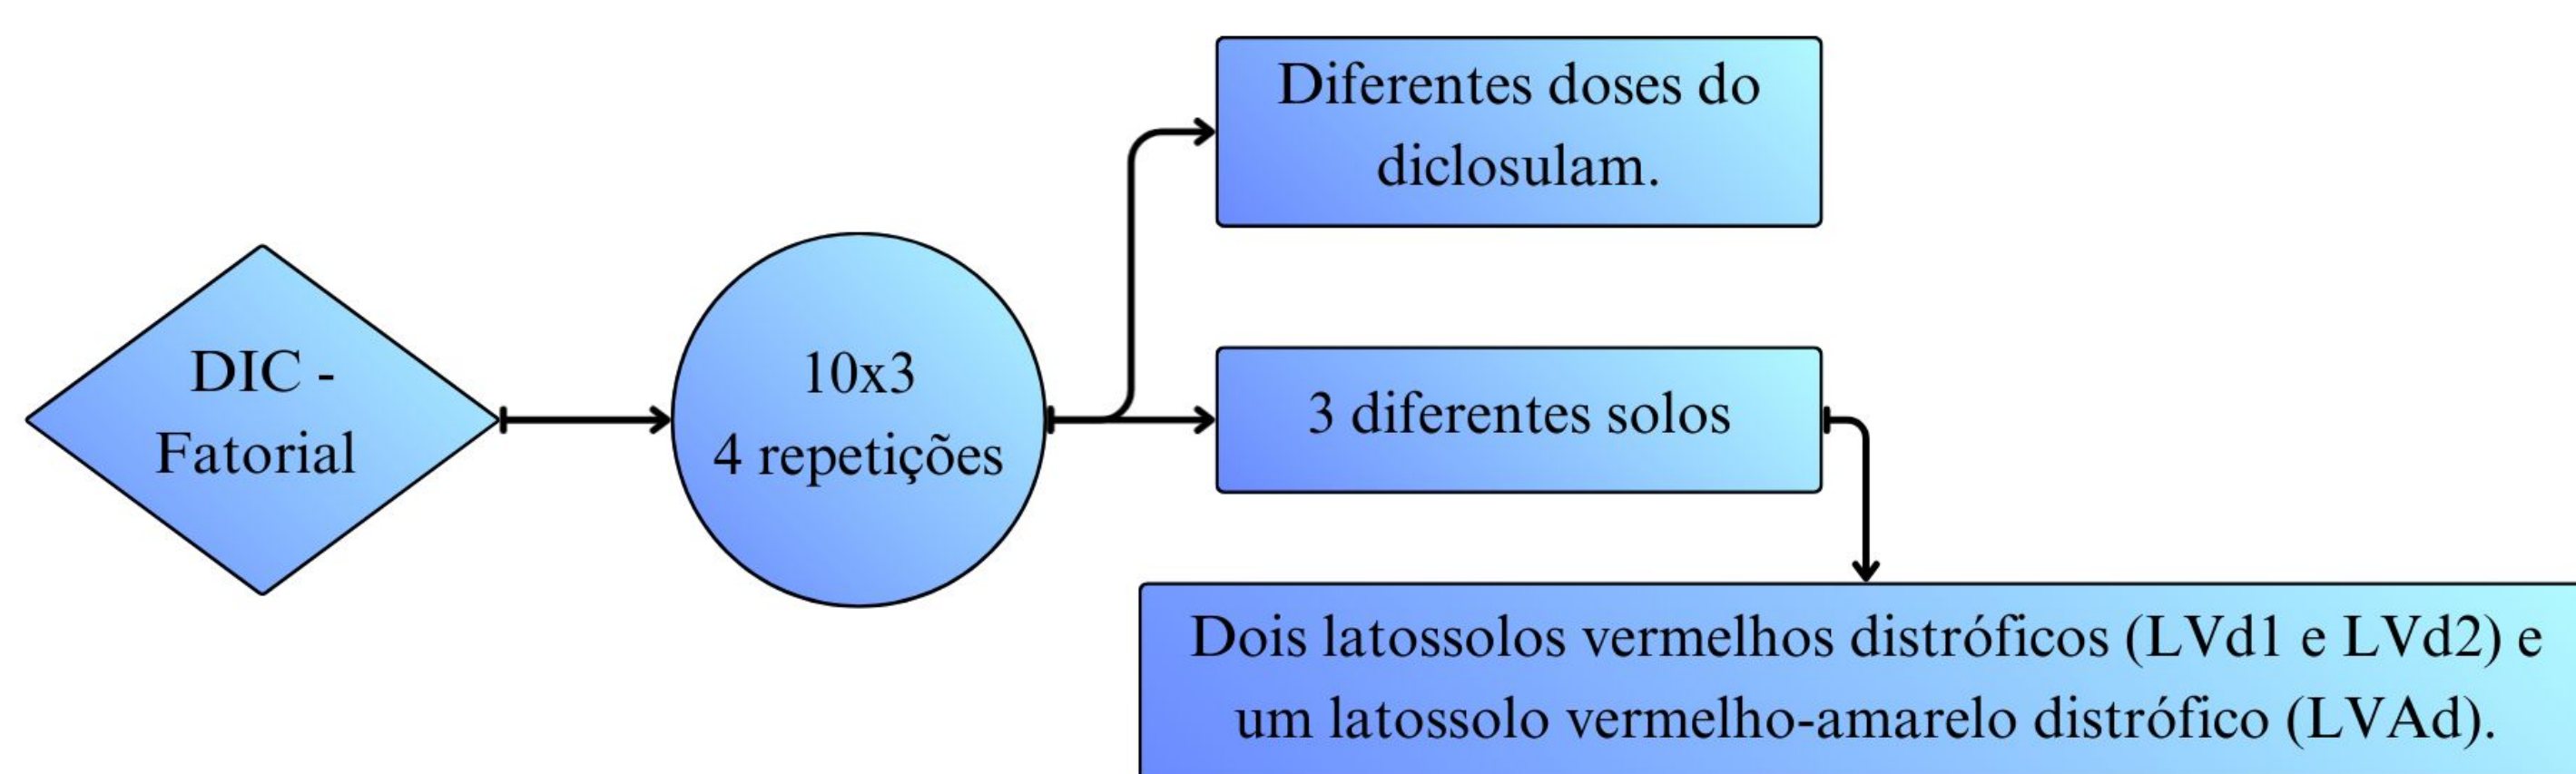 DIC -
Fatorial
10x3
4 repetições
Diferentes doses do
diclosulam.
3 diferentes solos
Dois latossolos vermelhos distróficos (LVd1 e LVd2) e
um latossolo vermelho-amarelo distrófico (LVAd).